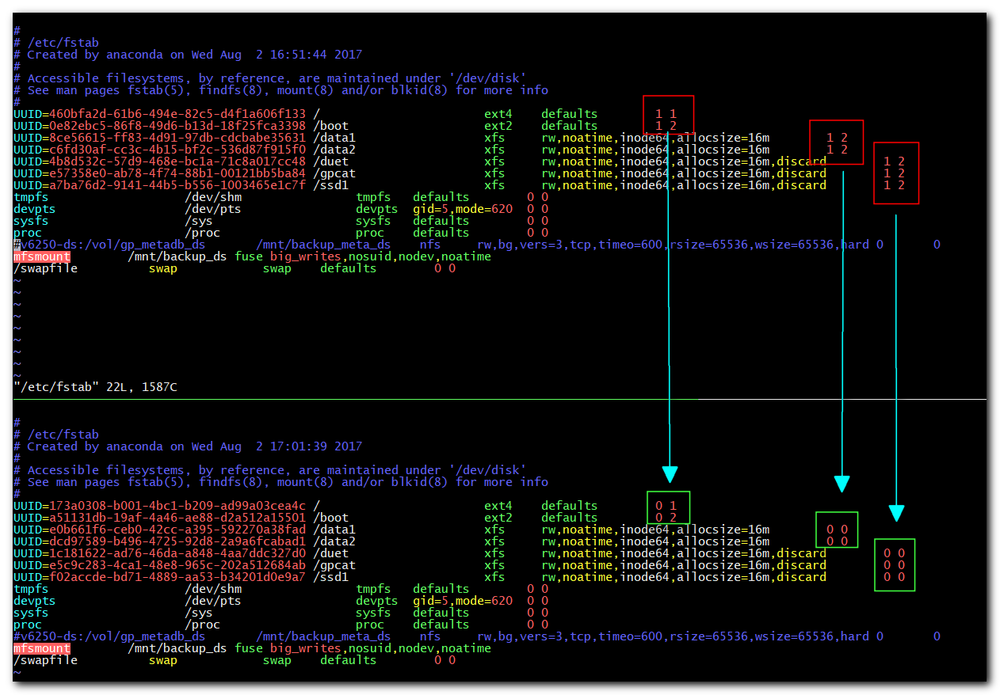 #
# /etc/fstab
# Created by anaconda on Wed Aug  2 16:51:44 2017
#
# Accessible filesystems, by reference, are maintained under '/dev/disk'
# See man pages fstab(5), findfs(8), mount(8) and/or blkid(8) for more info
#
UUID=460bfa2d-61b6-494e-82c5-d4f1a606f133 /                       ext4    defaults        1 1
UUID=0e82ebc5-86f8-49d6-b13d-18f25fca3398 /boot                   ext2    defaults        1 2
UUID=8ce56615-ff83-4d91-97db-cdcbabe35631 /data1                  xfs     rw,noatime,inode64,allocsize=16m        1 2
UUID=c6fd30af-cc3c-4b15-bf2c-536d87f915f0 /data2                  xfs     rw,noatime,inode64,allocsize=16m        1 2
UUID=4b8d532c-57d9-468e-bc1a-71c8a017cc48 /duet                   xfs     rw,noatime,inode64,allocsize=16m,discard        1 2
UUID=e57358e0-ab78-4f74-88b1-00121bb5ba84 /gpcat                  xfs     rw,noatime,inode64,allocsize=16m,discard        1 2
UUID=a7ba76d2-9141-44b5-b556-1003465e1c7f /ssd1                   xfs     rw,noatime,inode64,allocsize=16m,discard        1 2
tmpfs                   /dev/shm                tmpfs   defaults        0 0
devpts                  /dev/pts                devpts  gid=5,mode=620  0 0
sysfs                   /sys                    sysfs   defaults        0 0
proc                    /proc                   proc    defaults        0 0
#v6250-ds:/vol/gp_metadb_ds       /mnt/backup_meta_ds    nfs     rw,bg,vers=3,tcp,timeo=600,rsize=65536,wsize=65536,hard 0       0
mfsmount        /mnt/backup_ds fuse big_writes,nosuid,nodev,noatime
/swapfile          swap            swap    defaults        0 0
~
~
~
~
~
~
~
~
~
"/etc/fstab" 22L, 1587C
#
# /etc/fstab
# Created by anaconda on Wed Aug  2 17:01:39 2017
#
# Accessible filesystems, by reference, are maintained under '/dev/disk'
# See man pages fstab(5), findfs(8), mount(8) and/or blkid(8) for more info
#
UUID=173a0308-b001-4bc1-b209-ad99a03cea4c /                       ext4    defaults        0 1
UUID=a51131db-19af-4a46-ae88-d2a512a15501 /boot                   ext2    defaults        0 2
UUID=e0b661f6-ceb0-42cc-a395-592270a38fad /data1                  xfs     rw,noatime,inode64,allocsize=16m        0 0
UUID=dcd97589-b496-4725-92d8-2a9a6fcabad1 /data2                  xfs     rw,noatime,inode64,allocsize=16m        0 0
UUID=1c181622-ad76-46da-a848-4aa7ddc327d0 /duet                   xfs     rw,noatime,inode64,allocsize=16m,discard        0 0
UUID=e5c9c283-4ca1-48e8-965c-202a512684ab /gpcat                  xfs     rw,noatime,inode64,allocsize=16m,discard        0 0
UUID=f02accde-bd71-4889-aa53-b34201d0e9a7 /ssd1                   xfs     rw,noatime,inode64,allocsize=16m,discard        0 0
tmpfs                   /dev/shm                tmpfs   defaults        0 0
devpts                  /dev/pts                devpts  gid=5,mode=620  0 0
sysfs                   /sys                    sysfs   defaults        0 0
proc                    /proc                   proc    defaults        0 0
#v6250-ds:/vol/gp_metadb_ds       /mnt/backup_meta_ds    nfs     rw,bg,vers=3,tcp,timeo=600,rsize=65536,wsize=65536,hard 0       0
mfsmount        /mnt/backup_ds fuse big_writes,nosuid,nodev,noatime
/swapfile          swap            swap    defaults        0 0
~